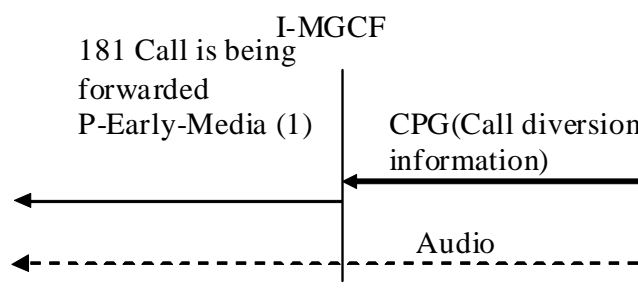 I-MGCF
181 Call is being
forwarded
P-Early-Media (1)
CPG(Call diversion
information)
Audio